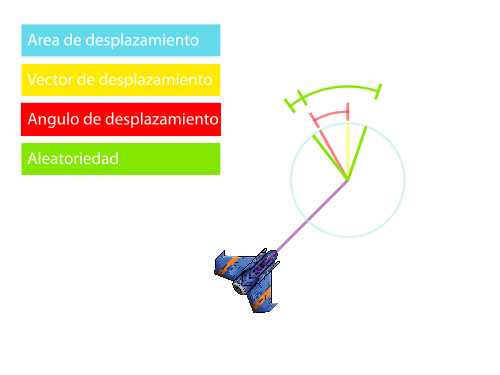 Area de desplazamiento
Vector de desplazamiento
Angulo de desplazamiento
Aleatoriedad